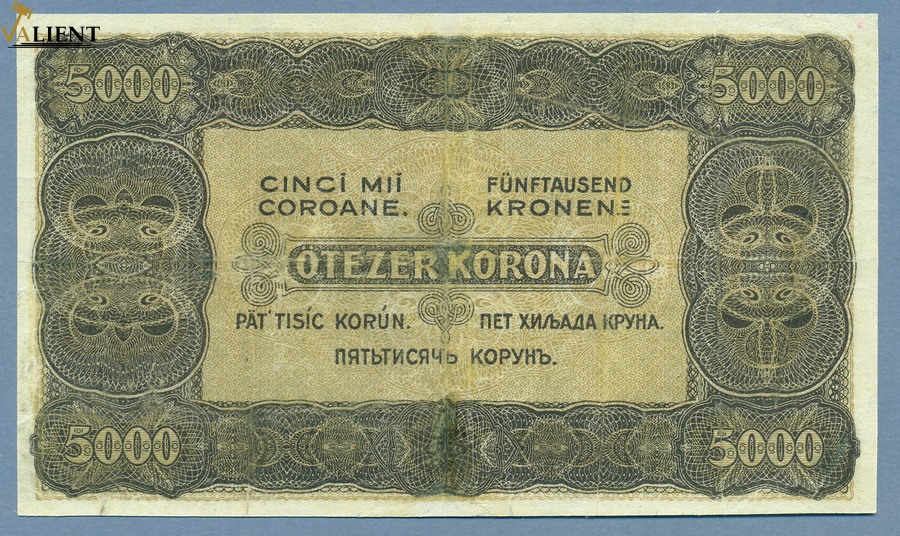 VALIENT
5000 5000
CINCI MII
COROANE.
FÜNFTAUSEND
KRONEN
ÖTEZER KORONA
PÄT' TISÍC KORÚN.
ПЕТ ХИЉАДА КРУНА.
ПЯТЬТИСЯЧЬ КОРУНЪ.
5000 5000